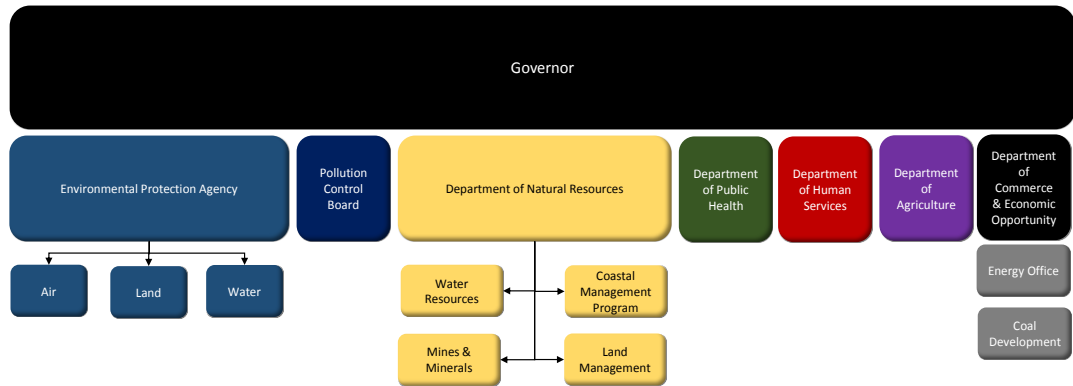 Governor
Environmental Protection Agency
Pollution
Control
Board
Department of Natural Resources
Department
of Public
Health
Department
of Human
Services
Department
of
Agriculture
Department
of
Commerce
& Economic
Opportunity
Air
Land
Water
Water
Resources
Coastal
Management
Program
Mines &
Minerals
Land
Management
Energy Office
Coal
Development